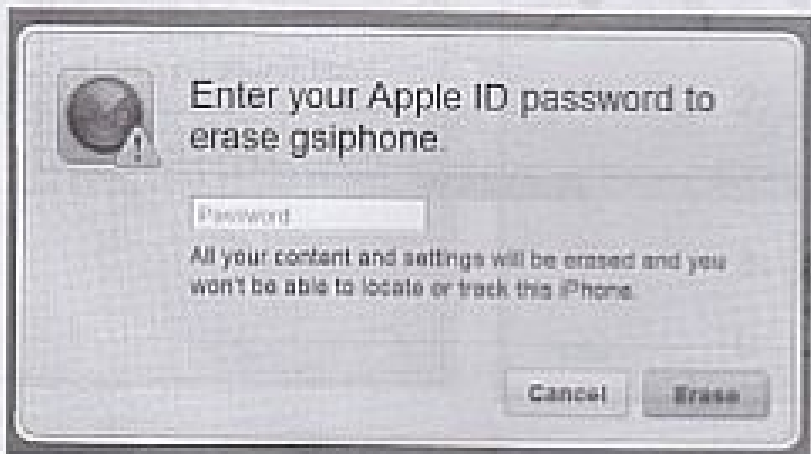 Enter your Apple ID password to
erase gsiphone.
Password
All your content and settings will be erased and you
won't be able to locate or track this iPhone.
Cancel
Erase